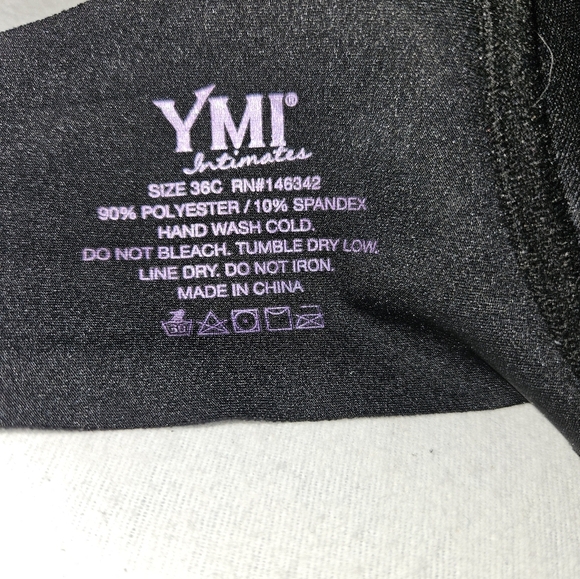 YMI®
Intimates
SIZE 36C RN#146342
90% POLYESTER / 10% SPANDEX
HAND WASH COLD.
DO NOT BLEACH. TUMBLE DRY LOW.
LINE DRY. DO NOT IRON.
MADE IN CHINA